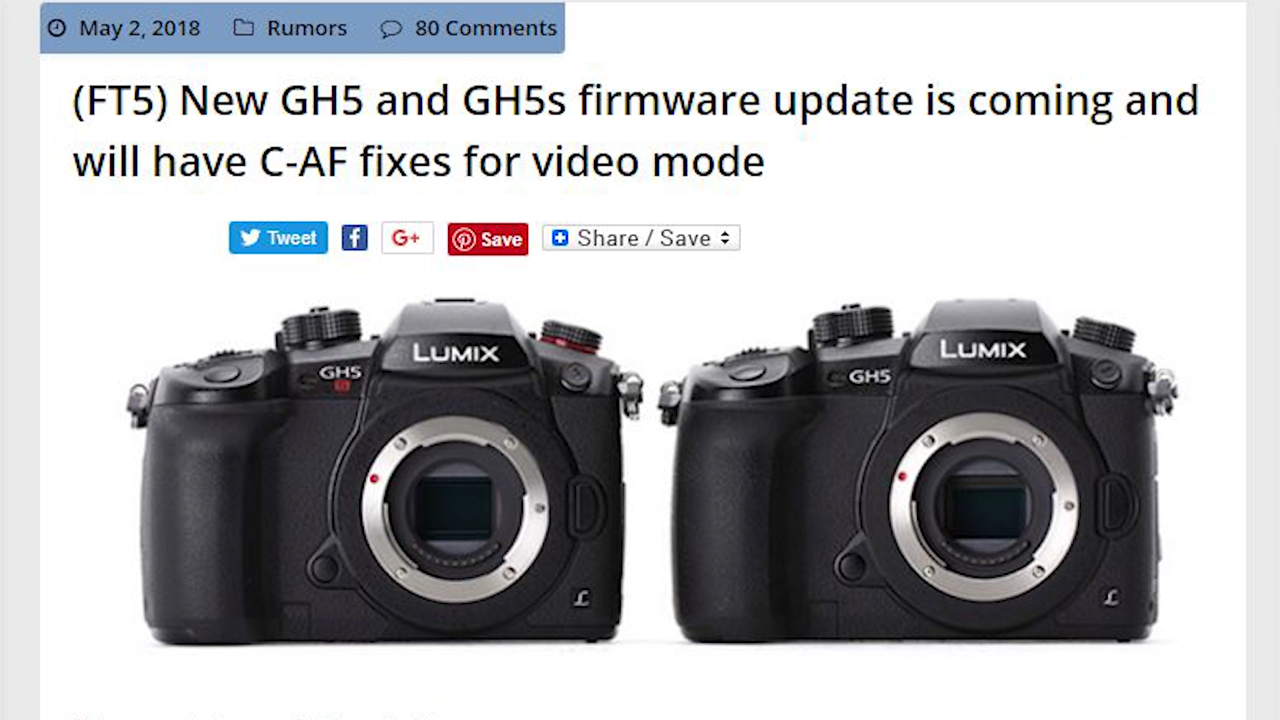 May 2, 2018 Rumors 80 Comments
(FT5) New GH5 and GH5s firmware update is coming and
will have C-AF fixes for video mode
Tweet f G+ Save Share / Save
LUMIX LUMIX
GH5 S GH5
L L